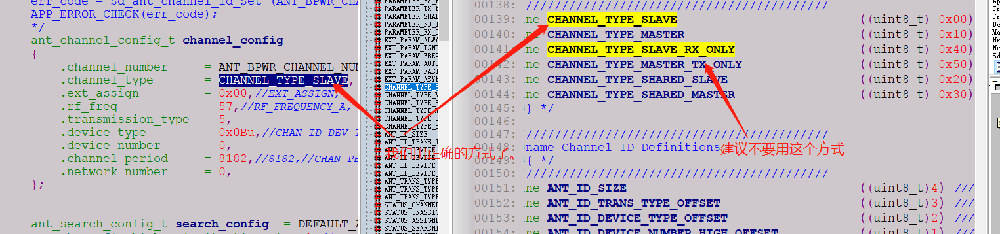 err_code = sd_ant_channel_id_set (ANT_BPWR_CHA
APP_ERROR_CHECK(err_code);
*/
ant_channel_config_t channel_config =
{
.channel_number = ANT_BPWR_CHANNEL_NUM
.channel_type = CHANNEL_TYPE_SLAVE,
.ext_assign = 0x00,//EXT_ASSIGN,
.rf_freq = 57,//RF_FREQUENCY_A,
.transmission_type = 5,
.device_type = 0x0Bu,//CHAN_ID_DEV_T
.device_number = 0,
.channel_period = 8182,//8182,//CHAN_PE
.network_number = 0,
};
ant_search_config_t search_config = DEFAULT_A
PARAMETER_TX_N
PARAMETER_SHAR
PARAMETER_NO_T
PARAMETER_RX_O
EXT_PARAM_ALWA
EXT_PARAM_IGNO
EXT_PARAM_FREQ
EXT_PARAM_AUTO
EXT_PARAM_FAST
EXT_PARAM_ASYN
CHANNEL_TYPE_S
CHANNEL_TYPE_M
CHANNEL_TYPE_S
CHANNEL_TYPE_M
CHANNEL_TYPE_S
CHANNEL_TYPE_S
ANT_ID_SIZE
ANT_ID_TRANS_T
ANT_ID_DEVICE_
ANT_ID_DEVICE_
ANT_ID_DEVICE_
ANT_ID_DEVICE_
ANT_TRANS_TYPE
ANT_TRANS_TYPE
ANT_TRANS_TYPE
STATUS_CHANNEL
STATUS_UNASSIG
STATUS_ASSIGNE
STATUS_SEARCHI
00138: ///////////////////////////////////////////
00139: ne CHANNEL_TYPE_SLAVE ((uint8_t) 0x00)
00140: ne CHANNEL_TYPE_MASTER ((uint8_t) 0x10)
00141: ne CHANNEL_TYPE_SLAVE_RX_ONLY ((uint8_t) 0x40)
00142: ne CHANNEL_TYPE_MASTER_TX_ONLY ((uint8_t) 0x50)
00143: ne CHANNEL_TYPE_SHARED_SLAVE ((uint8_t) 0x20)
00144: ne CHANNEL_TYPE_SHARED_MASTER ((uint8_t) 0x30)
00145: } */
00146:
00147: ///////////////////////////////////////////
00148: name Channel ID Definitions
00149: { */
00150: ///////////////////////////////////////////
00151: ne ANT_ID_SIZE ((uint8_t)4) ///
00152: ne ANT_ID_TRANS_TYPE_OFFSET ((uint8_t)3) ///
00153: ne ANT_ID_DEVICE_TYPE_OFFSET ((uint8_t)2) ///
00154: ne ANT_ID_DEVICE_NUMBER_HIGH_OFFSET ((uint8_t)1) ///
我们用正确的方式了。
建议不要用这个方式